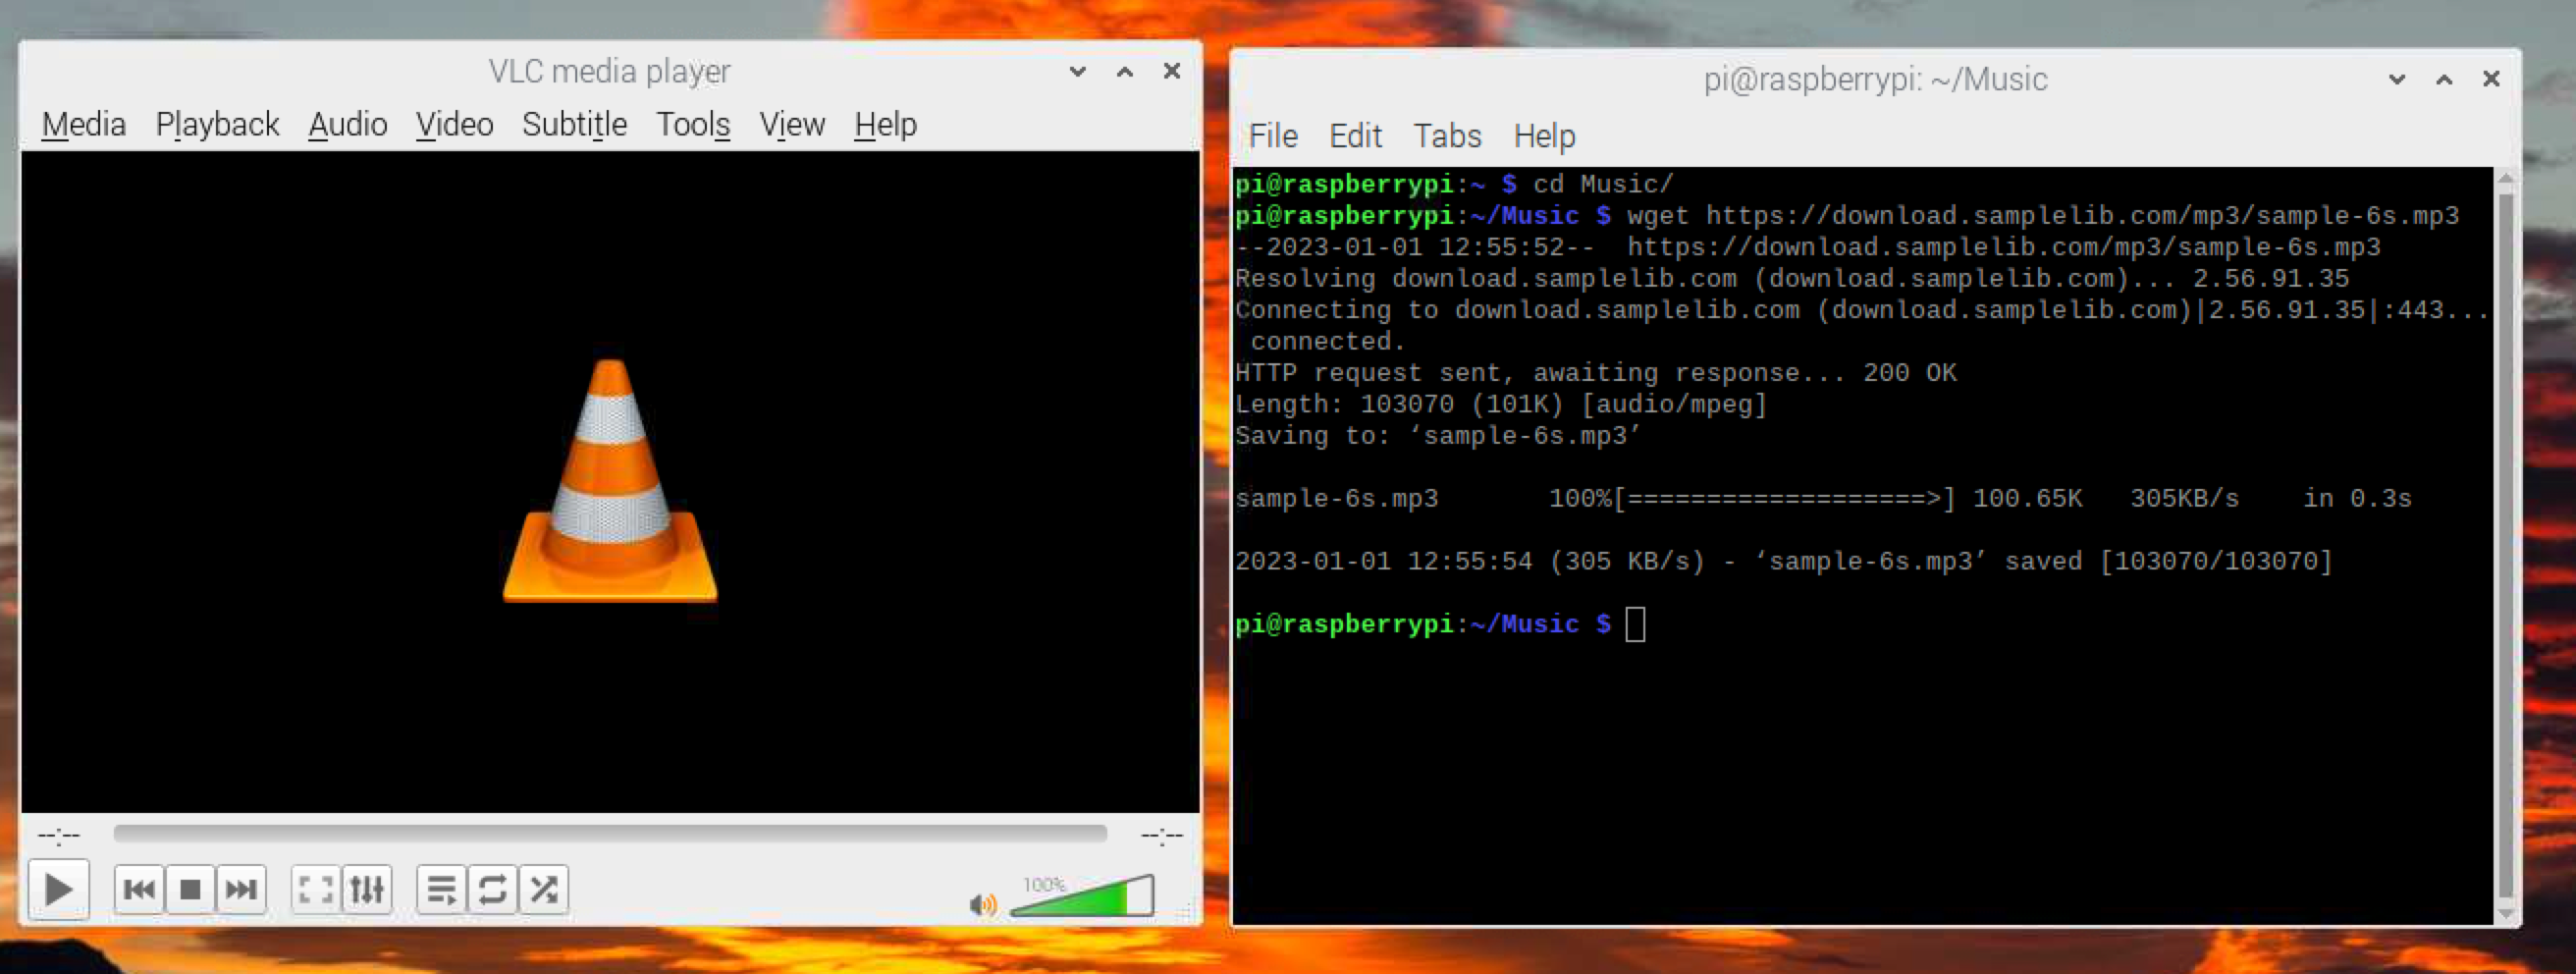 VLC media player
Media Playback Audio Video Subtitle Tools View Help
--:-- --:--
100%
pi@raspberrypi: ~/Music
File Edit Tabs Help
pi@raspberrypi:~ $ cd Music/
pi@raspberrypi:~/Music $ wget https://download.samplelib.com/mp3/sample-6s.mp3
--2023-01-01 12:55:52--  https://download.samplelib.com/mp3/sample-6s.mp3
Resolving download.samplelib.com (download.samplelib.com)... 2.56.91.35
Connecting to download.samplelib.com (download.samplelib.com)|2.56.91.35|:443...
 connected.
HTTP request sent, awaiting response... 200 OK
Length: 103070 (101K) [audio/mpeg]
Saving to: ‘sample-6s.mp3’
sample-6s.mp3       100%[===================>] 100.65K   305KB/s    in 0.3s
2023-01-01 12:55:54 (305 KB/s) - ‘sample-6s.mp3’ saved [103070/103070]
pi@raspberrypi:~/Music $